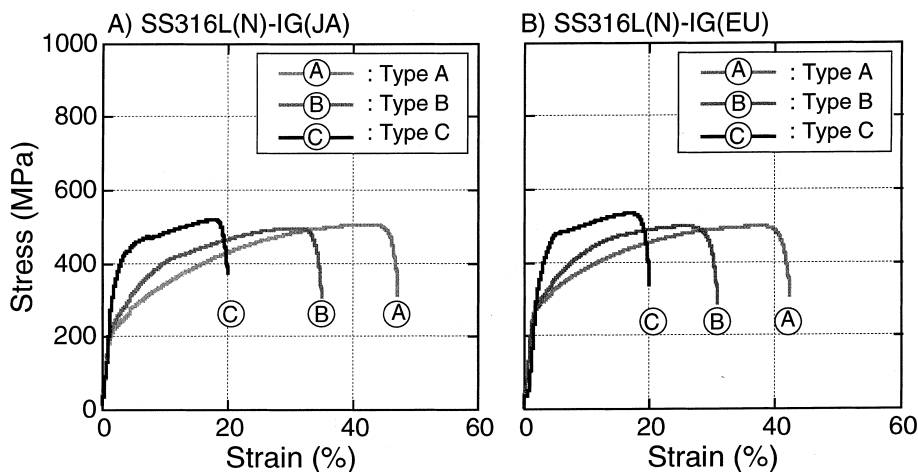 A) SS316L(N)-IG(JA)
1000
800
600
400
200
0
Stress (MPa)
A : Type A
B : Type B
C : Type C
C
B
A
0
20
40
60
Strain (%)
B) SS316L(N)-IG(EU)
A : Type A
B : Type B
C : Type C
C
B
A
0
20
40
60
Strain (%)